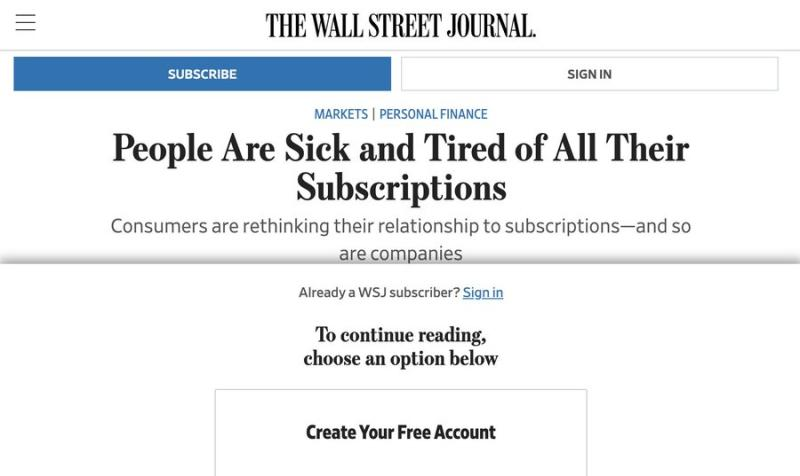 THE WALL STREET JOURNAL.
SUBSCRIBE
SIGN IN
MARKETS | PERSONAL FINANCE
People Are Sick and Tired of All Their
Subscriptions
Consumers are rethinking their relationship to subscriptions—and so
are companies
Already a WSJ subscriber? Sign in
To continue reading,
choose an option below
Create Your Free Account